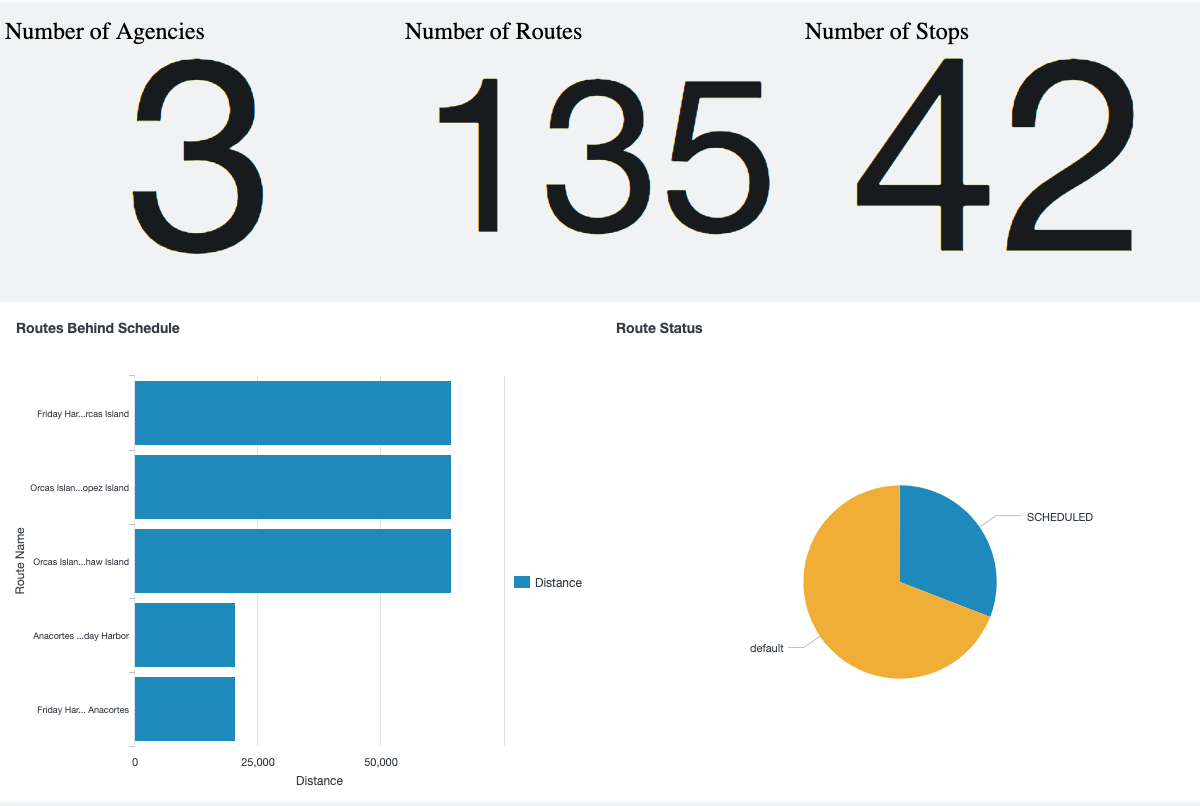 Number of Agencies
3
Number of Routes
135
Number of Stops
42
Routes Behind Schedule
Route Name
Friday Har...rcas Island
Orcas Islan...opez Island
Orcas Islan...haw Island
Anacortes ...day Harbor
Friday Har... Anacortes
0
25,000
50,000
Distance
Distance
Route Status
SCHEDULED
default